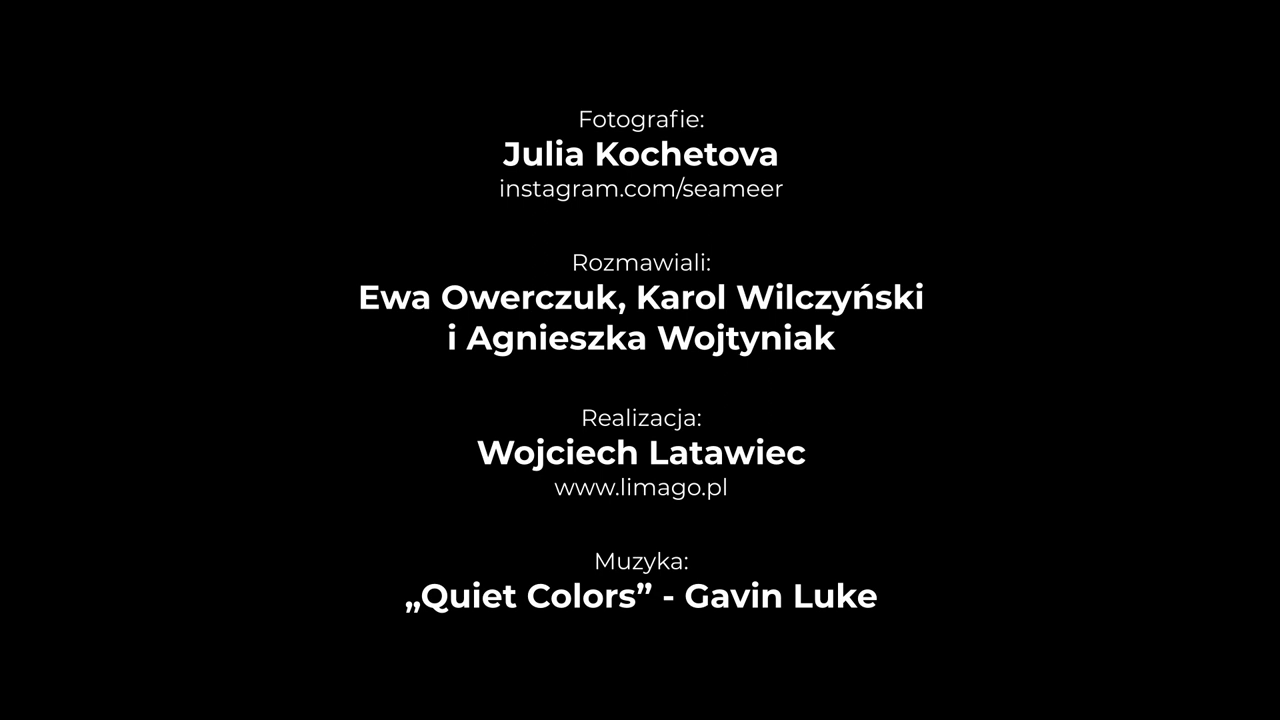 Fotografie:
Julia Kochetova
instagram.com/seameer
Rozmawiali:
Ewa Owerczuk, Karol Wilczyński
i Agnieszka Wojtyniak
Realizacja:
Wojciech Latawiec
www.limago.pl
Muzyka:
„Quiet Colors” - Gavin Luke